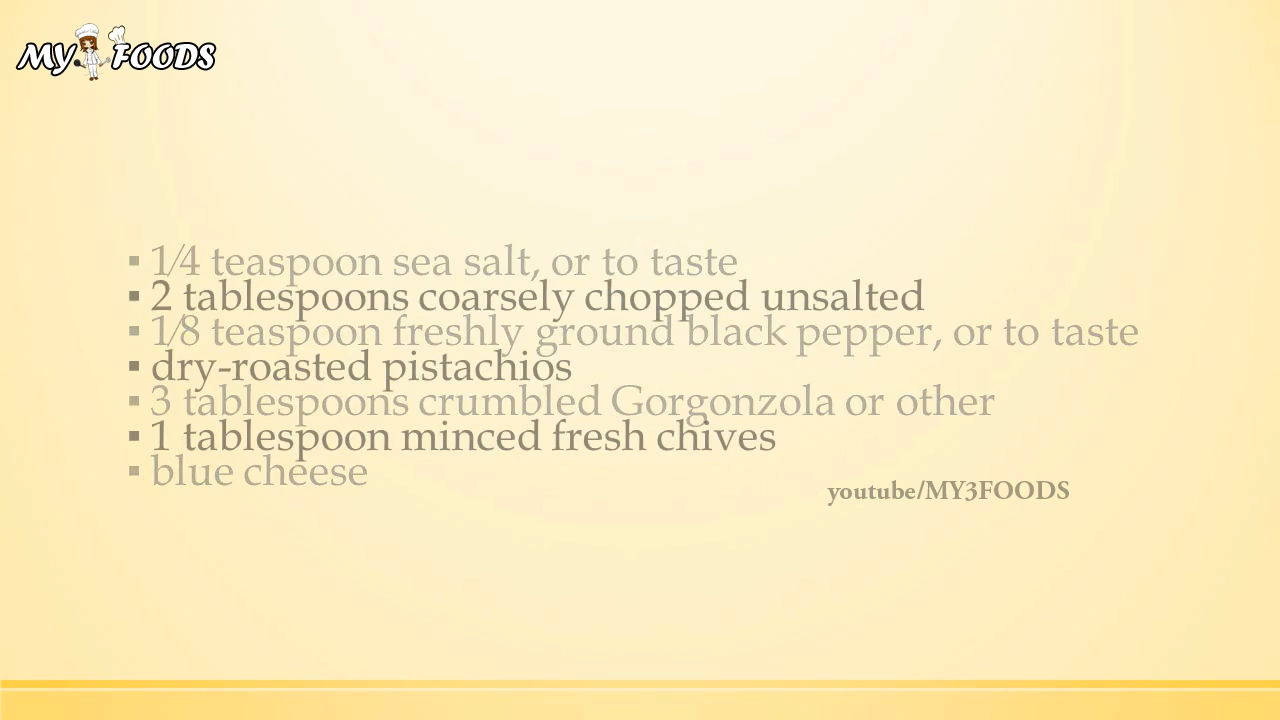 MY FOODS
▪ 1/4 teaspoon sea salt, or to taste
▪ 2 tablespoons coarsely chopped unsalted
▪ 1/8 teaspoon freshly ground black pepper, or to taste
▪ dry-roasted pistachios
▪ 3 tablespoons crumbled Gorgonzola or other
▪ 1 tablespoon minced fresh chives
▪ blue cheese
youtube/MY3FOODS